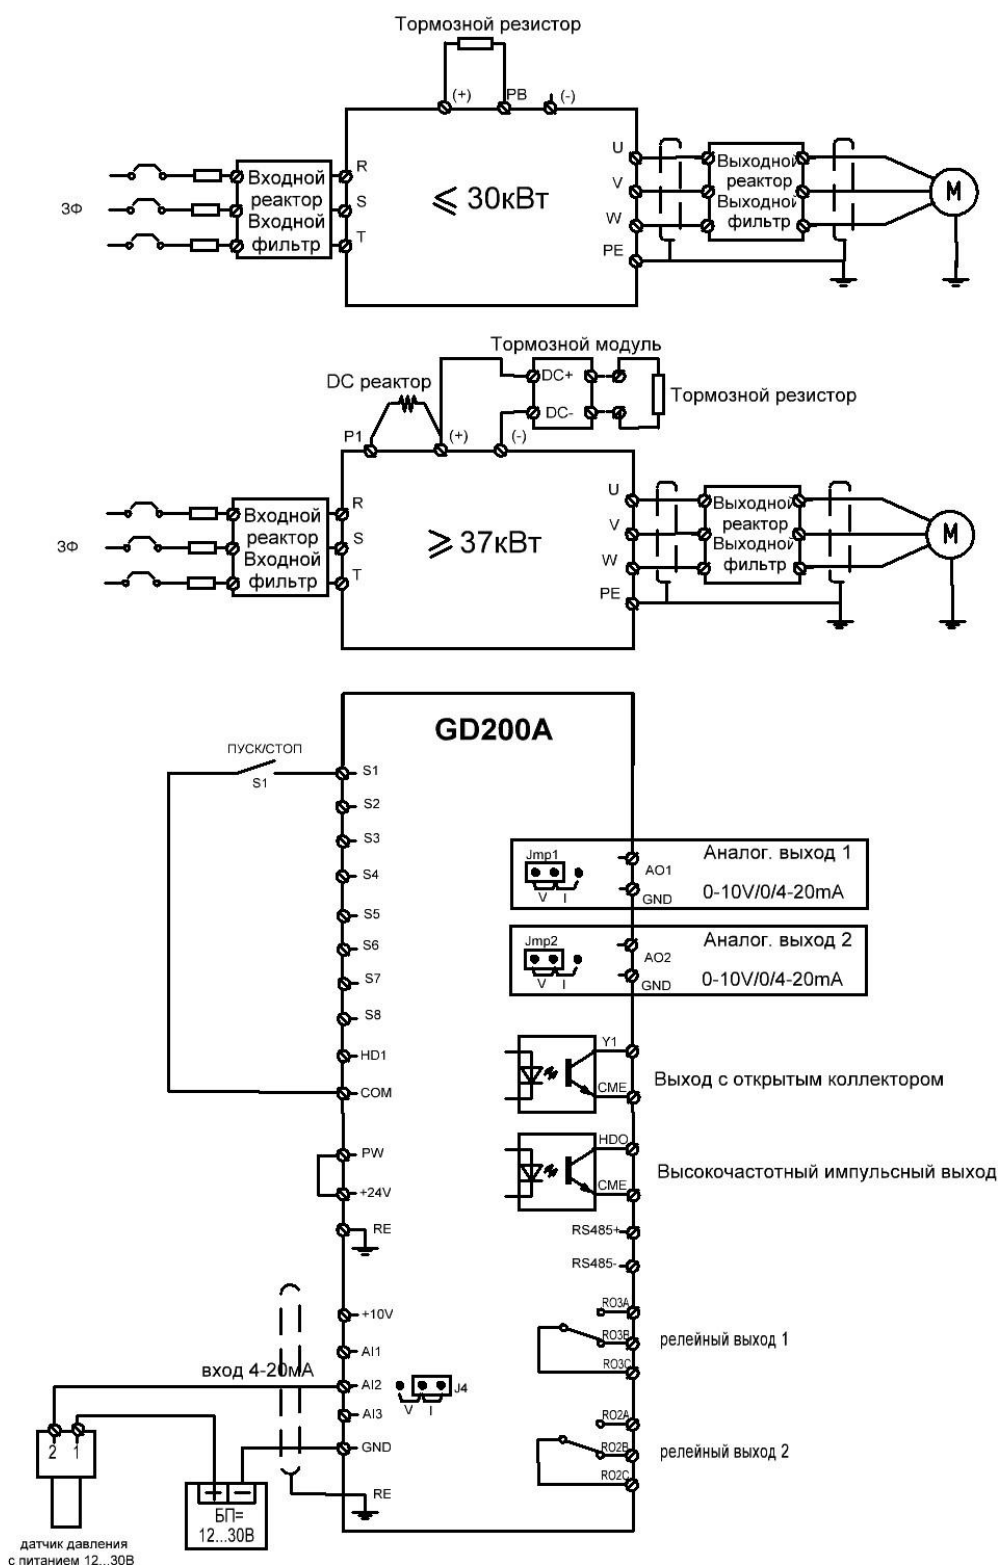 Тормозной резистор
(+)
PB
(-)
3Ф
Входной
реактор
Входной
фильтр
R
S
T
≤ 30кВт
U
V
W
PE
Выходной
реактор
Выходной
фильтр
M
Тормозной модуль
DC реактор
DC+
DC-
Тормозной резистор
P1
(+)
(-)
3Ф
Входной
реактор
Входной
фильтр
R
S
T
≥ 37кВт
U
V
W
PE
Выходной
реактор
Выходной
фильтр
M
GD200A
ПУСК/СТОП
S1
S1
S2
S3
S4
S5
S6
S7
S8
HD1
COM
PW
+24V
RE
+10V
AI1
вход 4-20мА
AI2
V I
J4
AI3
GND
RE
2 1
+ -
БП=
12...30В
датчик давления
с питанием 12...30В
Jmp1
V I
AO1
GND
Аналог. выход 1
0-10V/0/4-20mA
Jmp2
V I
AO2
GND
Аналог. выход 2
0-10V/0/4-20mA
Y1
CME
Выход с открытым коллектором
HDO
CME
Высокочастотный импульсный выход
RS485+
RS485-
RO3A
RO3B
RO3C
релейный выход 1
RO2A
RO2B
RO2C
релейный выход 2